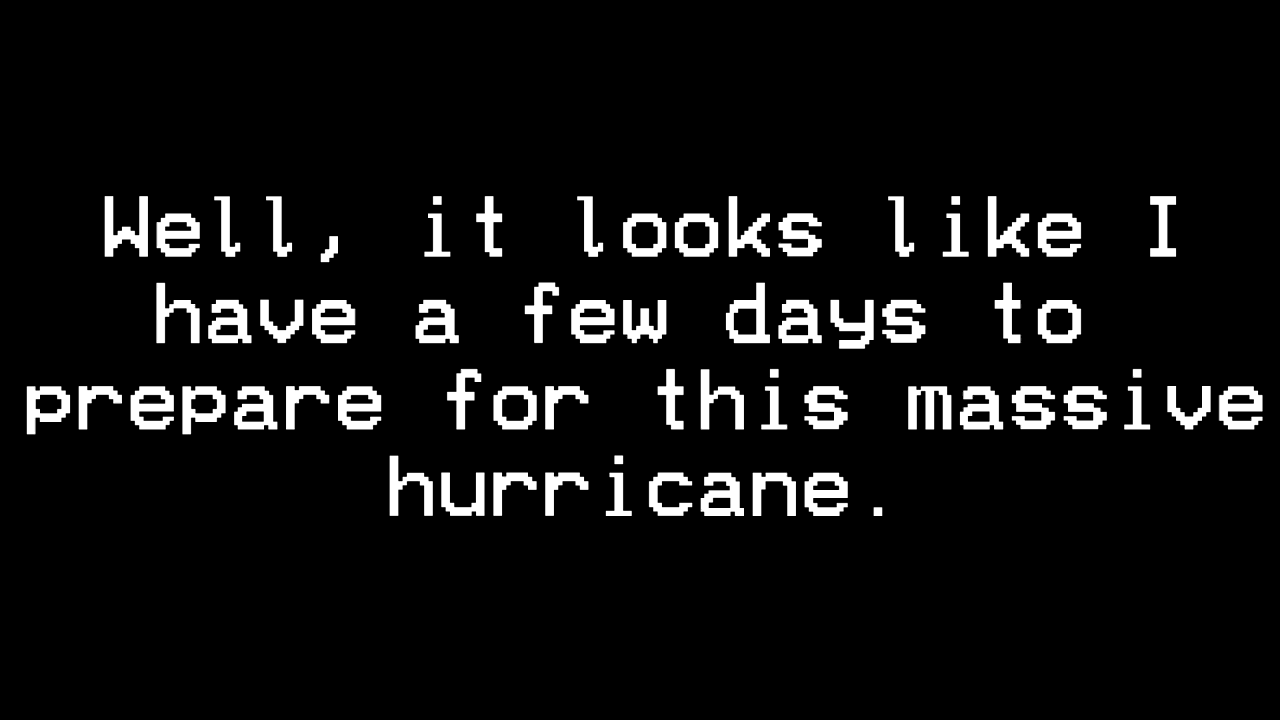 Well, it looks like I
have a few days to
prepare for this massive
hurricane.